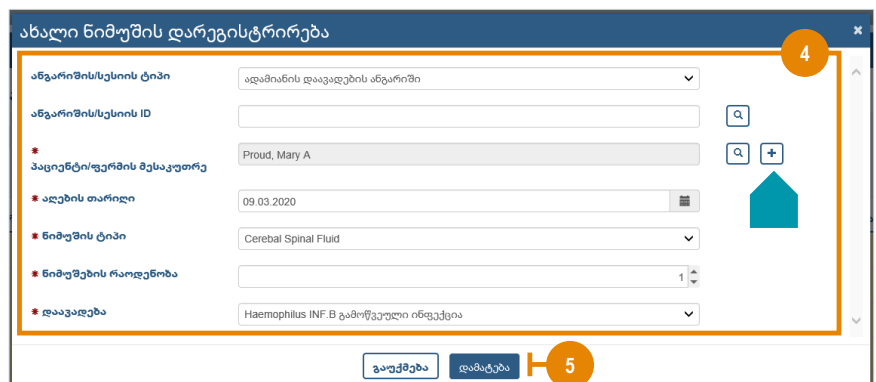 ახალი ნიმუშის დარეგისტრირება ×
4
ანგარიშის/სესიის ტიპი ადამიანის დაავადების ანგარიში
ანგარიშის/სესიის ID
*
პაციენტი/ფერმის მესაკუთრე Proud, Mary A
* აღების თარიღი 09.03.2020
* ნიმუშის ტიპი Cerebal Spinal Fluid
* ნიმუშების რაოდენობა 1
* დაავადება Haemophilus INF.B გამოწვეული ინფექცია
გაუქმება დამატება 5